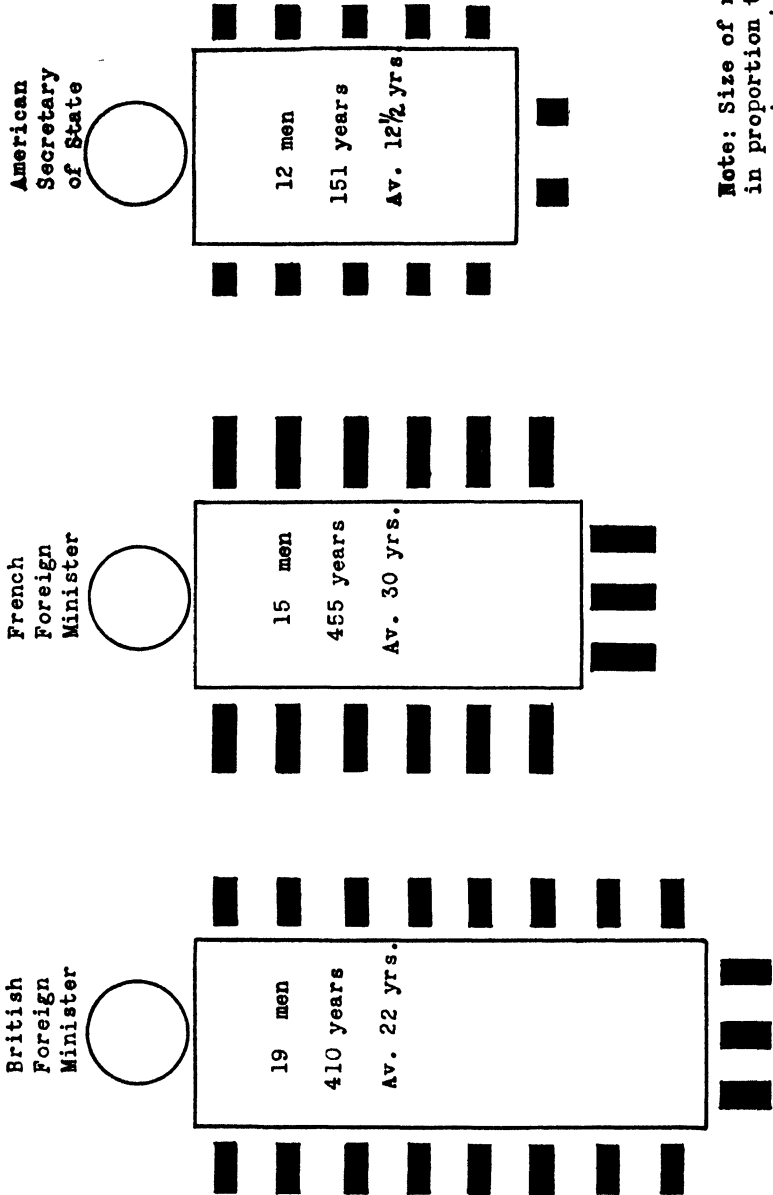 British
Foreign
Minister
19 men
410 years
Av. 22 yrs.
French
Foreign
Minister
15 men
455 years
Av. 30 yrs.
American
Secretary
of State
12 men
151 years
Av. 12½ yrs.
Note: Size of
in proportion